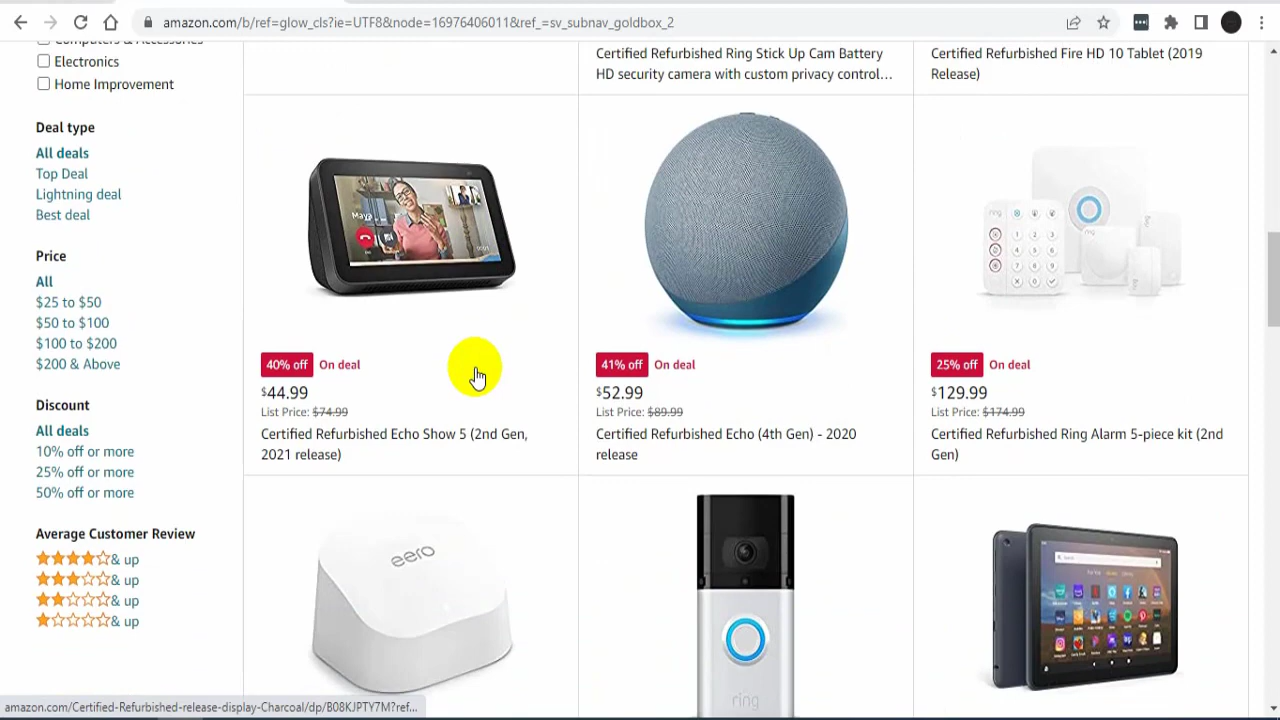 amazon.com/b/ref=glow_cls?ie=UTF8&node=16976406011&ref_=sv_subnav_goldbox_2
Computers & Accessories
Electronics
Home Improvement
Deal type
All deals
Top Deal
Lightning deal
Best deal
Price
All
$25 to $50
$50 to $100
$100 to $200
$200 & Above
Discount
All deals
10% off or more
25% off or more
50% off or more
Average Customer Review
& up
& up
& up
& up
Certified Refurbished Ring Stick Up Cam Battery
HD security camera with custom privacy control…
Certified Refurbished Fire HD 10 Tablet (2019
Release)
Maya
40% off On deal
$44.99
List Price: $74.99
Certified Refurbished Echo Show 5 (2nd Gen,
2021 release)
41% off On deal
$52.99
List Price: $89.99
Certified Refurbished Echo (4th Gen) - 2020
release
ring
ring
25% off On deal
$129.99
List Price: $174.99
Certified Refurbished Ring Alarm 5-piece kit (2nd
Gen)
eero
ring
amazon.com/Certified-Refurbished-release-display-Charcoal/dp/B08KJPTY7M?ref...